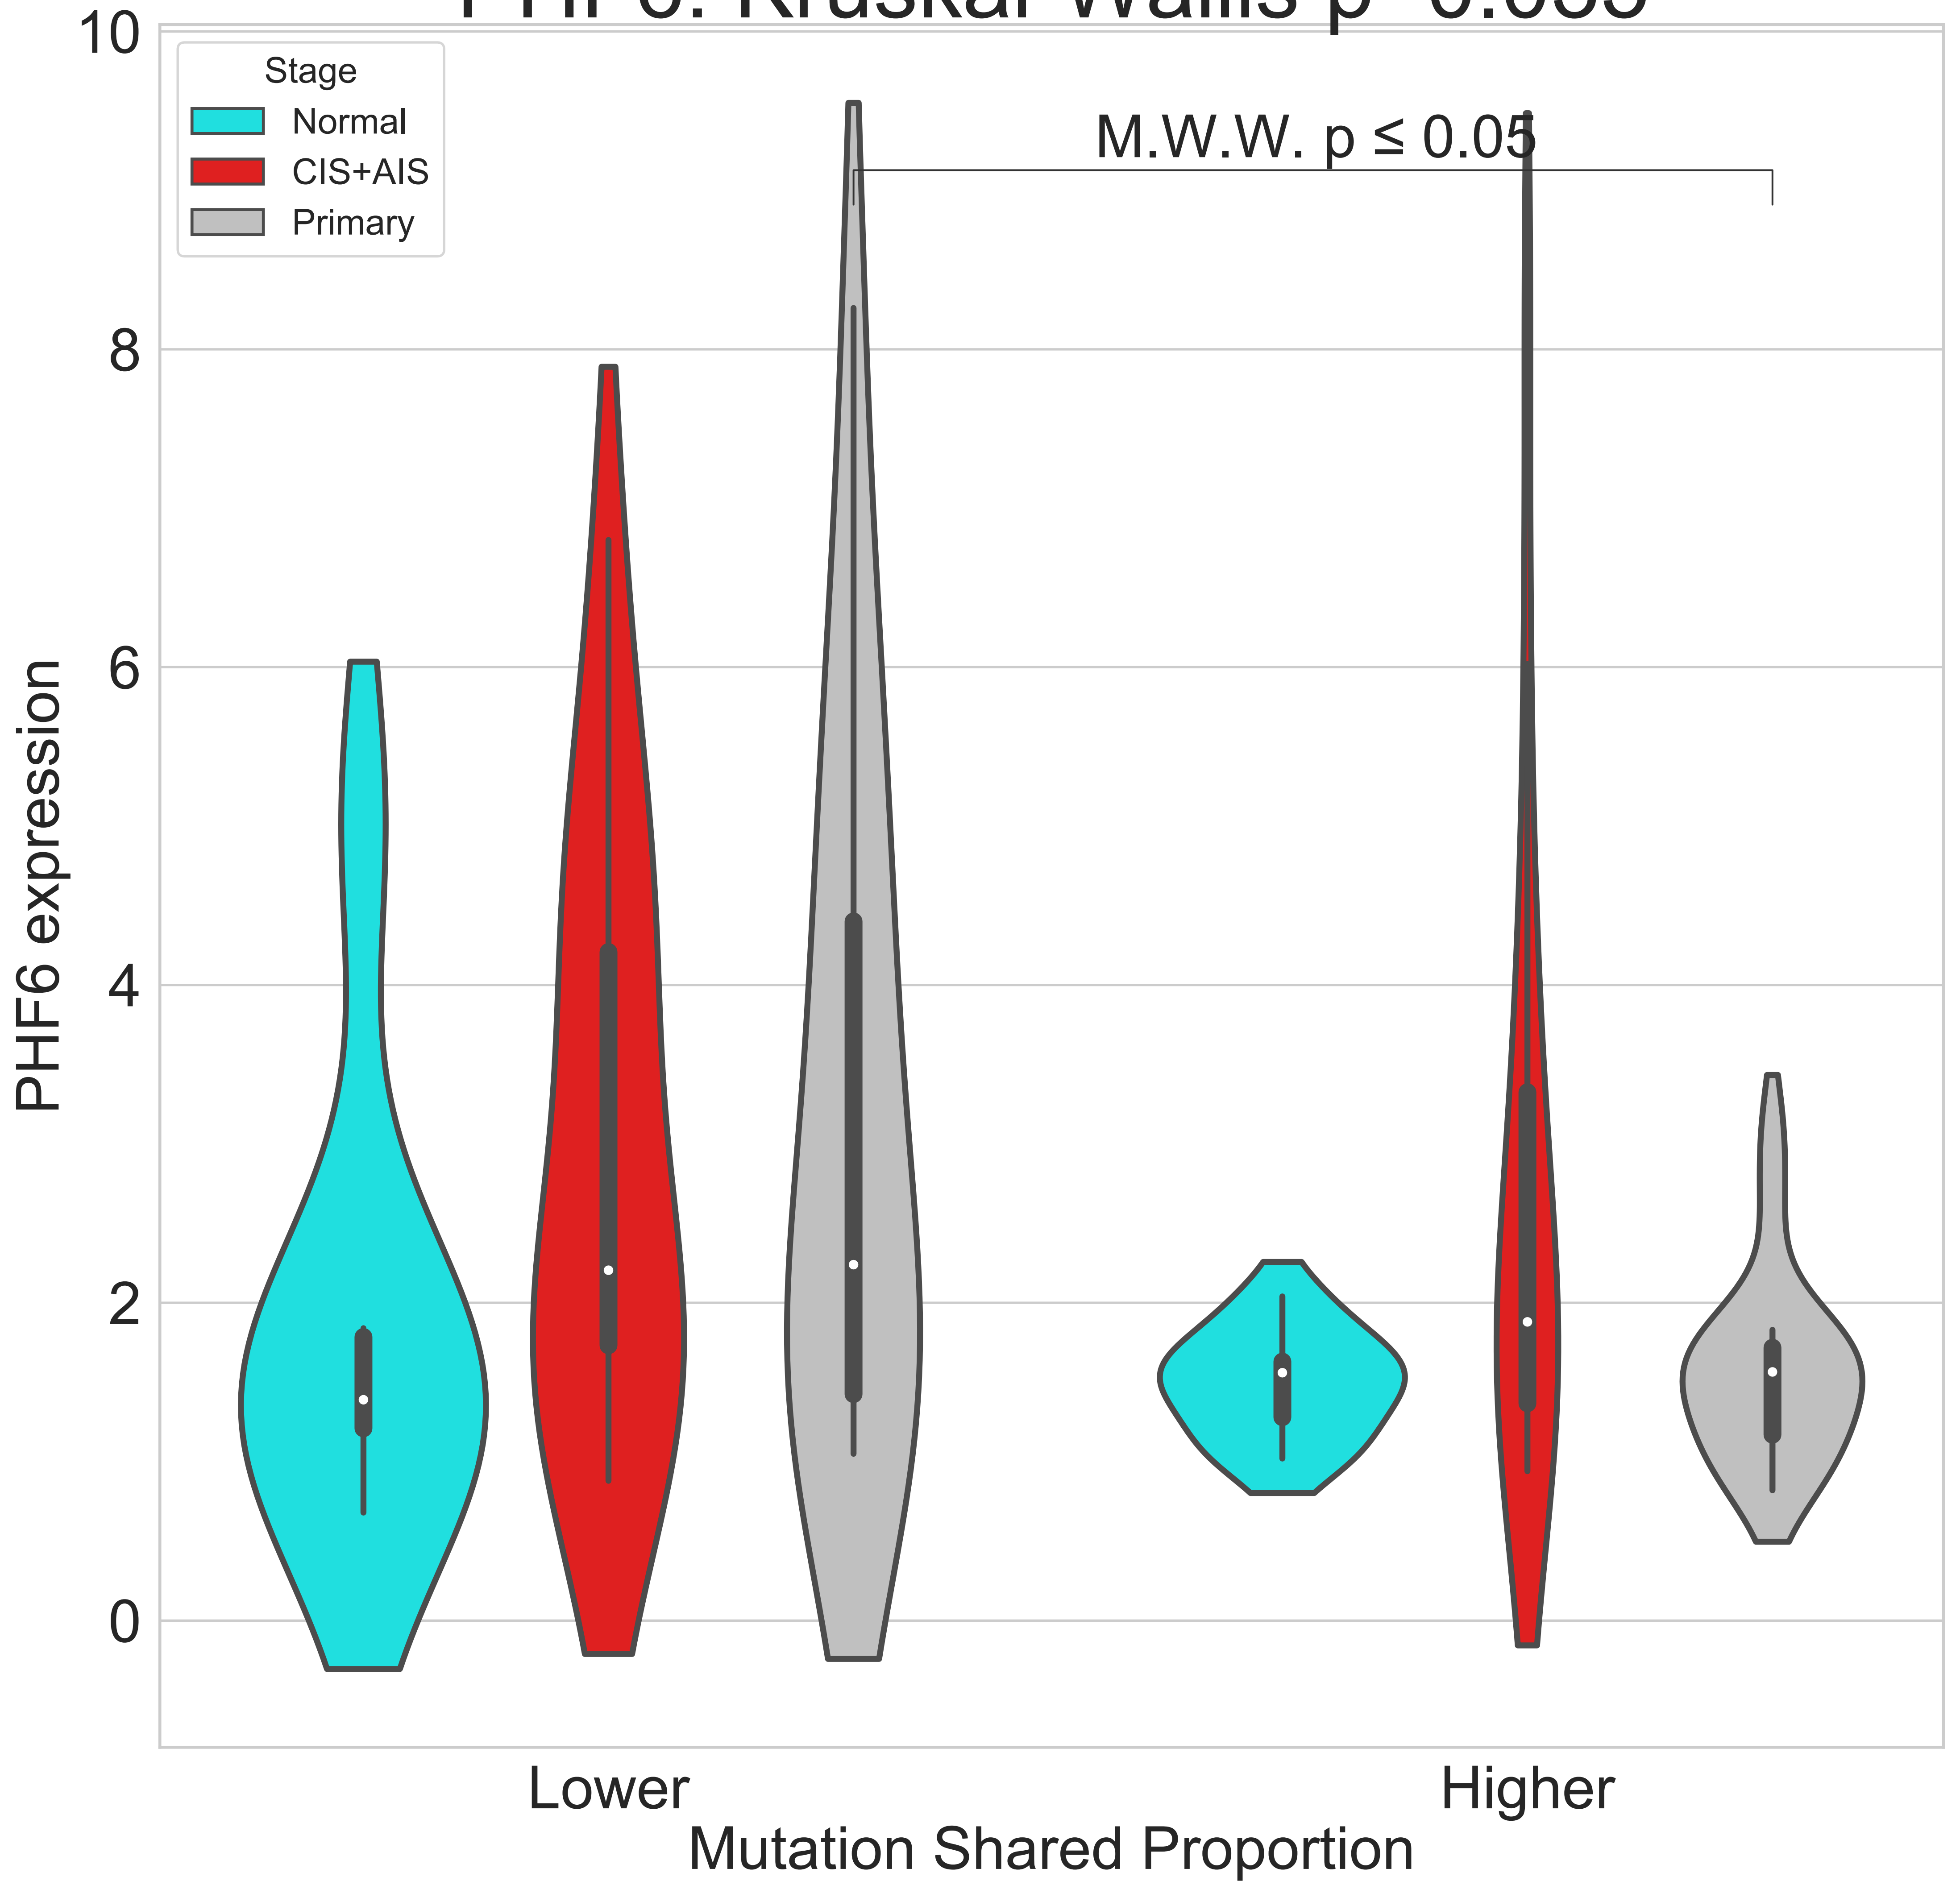 10
8
6
4
2
0
PHF6 expression
Stage
Normal
CIS+AIS
Primary
M.W.W. p ≤ 0.05
Lower
Higher
Mutation Shared Proportion